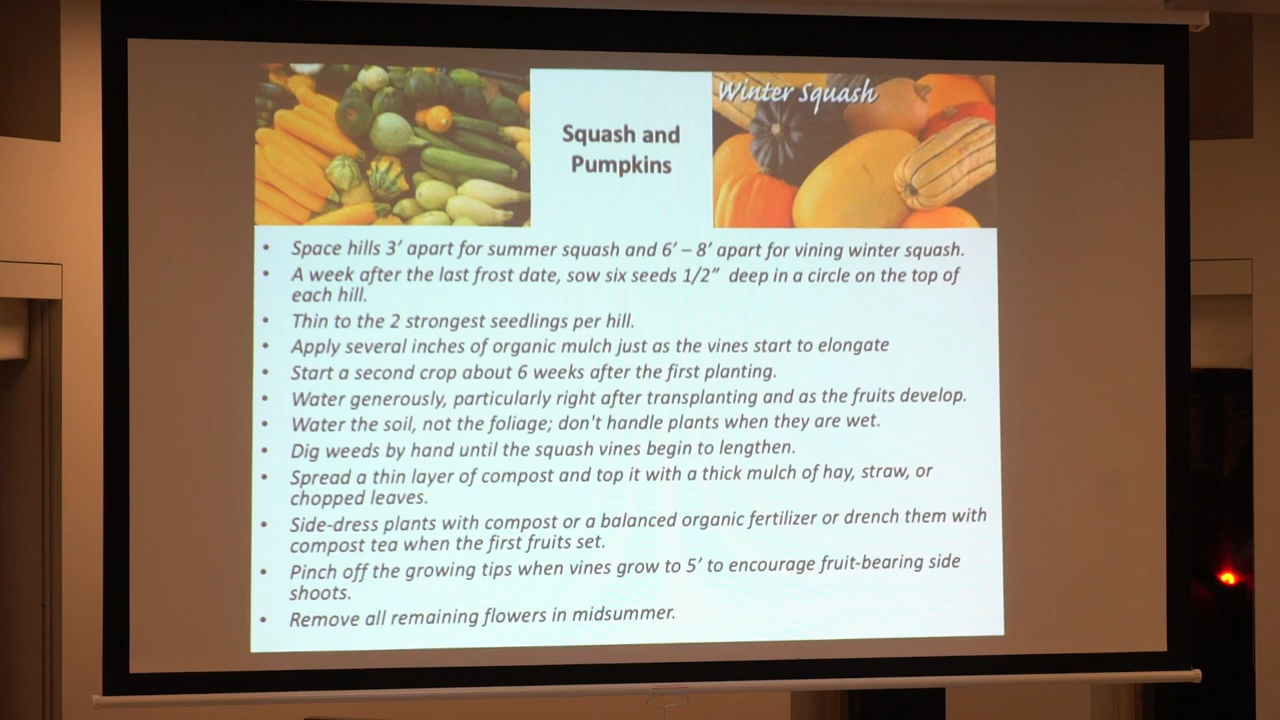 Winter Squash
Squash and
Pumpkins
• Space hills 3’ apart for summer squash and 6’ – 8’ apart for vining winter squash.
• A week after the last frost date, sow six seeds 1/2” deep in a circle on the top of
each hill.
• Thin to the 2 strongest seedlings per hill.
• Apply several inches of organic mulch just as the vines start to elongate
• Start a second crop about 6 weeks after the first planting.
• Water generously, particularly right after transplanting and as the fruits develop.
• Water the soil, not the foliage; don't handle plants when they are wet.
• Dig weeds by hand until the squash vines begin to lengthen.
• Spread a thin layer of compost and top it with a thick mulch of hay, straw, or
chopped leaves.
• Side-dress plants with compost or a balanced organic fertilizer or drench them with
compost tea when the first fruits set.
• Pinch off the growing tips when vines grow to 5’ to encourage fruit-bearing side
shoots.
• Remove all remaining flowers in midsummer.